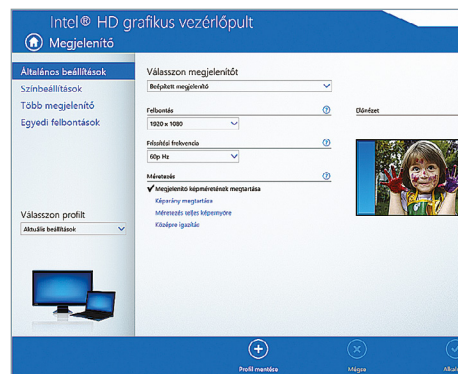 Intel® HD grafikus vezérlőpult
Megjelenítő
Általános beállítások
Színbeállítások
Több megjelenítő
Egyedi felbontások
Válasszon profilt
Aktuális beállítások
Válasszon megjelenítőt
Beépített megjelenítő
Felbontás
1920 x 1080
Frissítési frekvencia
60p Hz
Méretezés
Megjelenítő képméretének megtartása
Képarány megtartása
Méretezés teljes képernyőre
Középre igazítás
Előnézet
Profil mentése
Mégse
Alkal